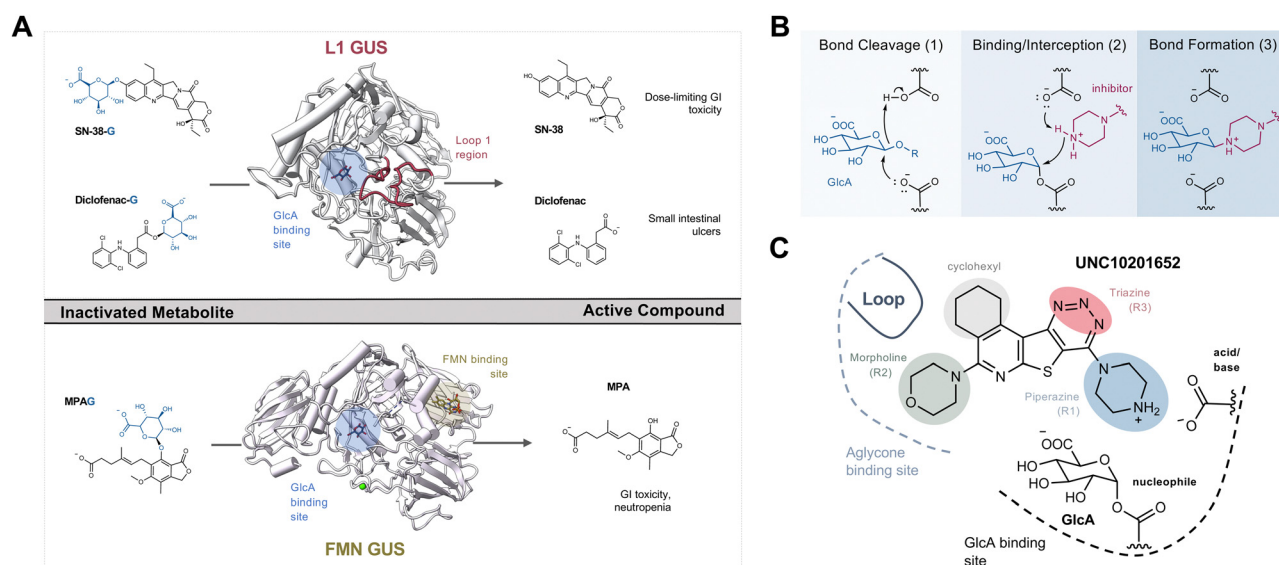 A
L1 GUS
SN-38-G
Loop 1
region
GlcA
binding
site
SN-38
Dose-limiting GI
toxicity
Diclofenac-G
Diclofenac
Small intestinal
ulcers
Inactivated Metabolite
Active Compound
MPAG
FMN binding
site
GlcA
binding
site
MPA
GI toxicity,
neutropenia
FMN GUS
B
Bond Cleavage (1)
Binding/Interception (2)
Bond Formation (3)
inhibitor
GlcA
C
UNC10201652
cyclohexyl
Loop
Triazine
(R3)
Morpholine
(R2)
Piperazine
(R1)
acid/
base
Aglycone
binding site
nucleophile
GlcA
GlcA binding
site